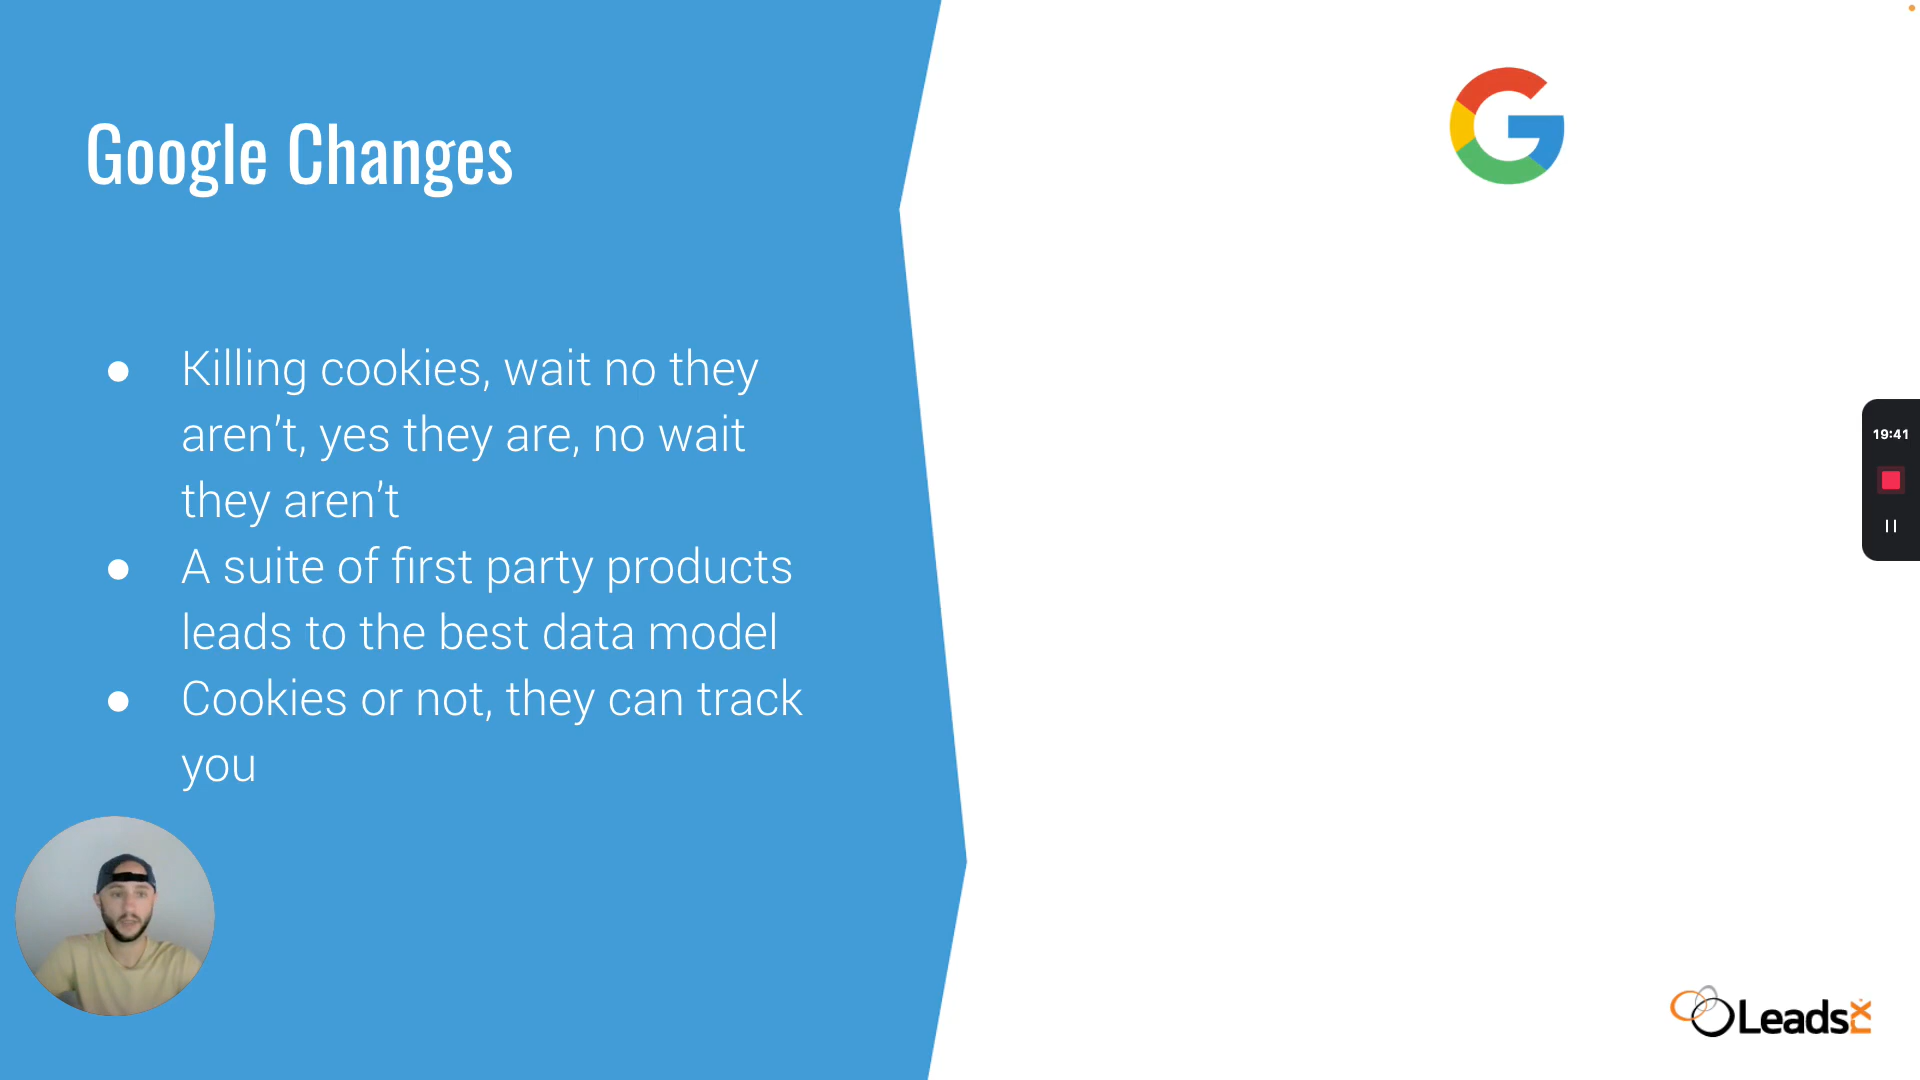 Google Changes
● Killing cookies, wait no they
aren’t, yes they are, no wait
they aren’t
● A suite of first party products
leads to the best data model
● Cookies or not, they can track
you
19:41
Leads